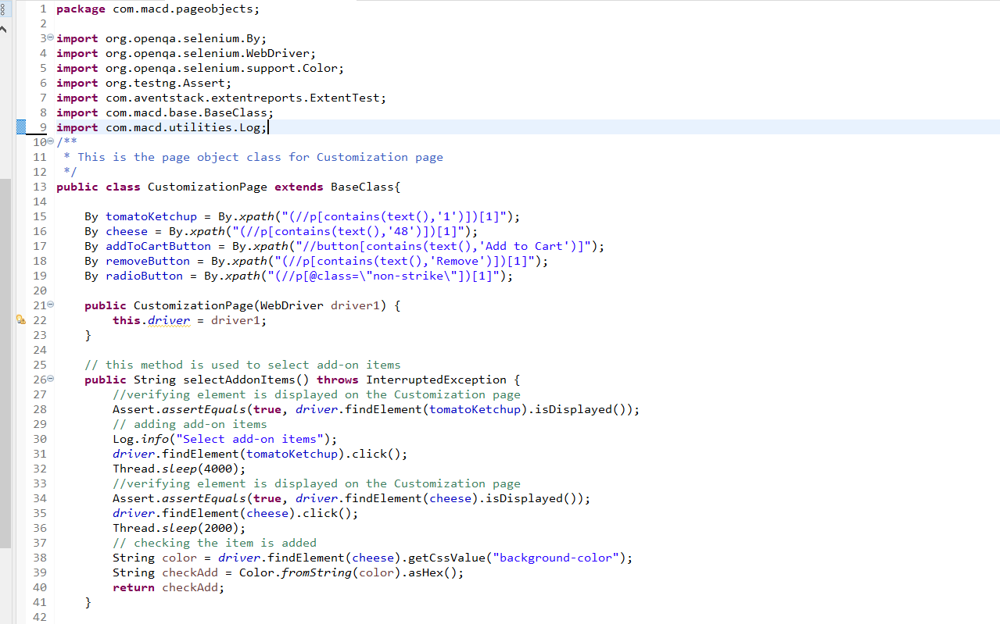 1 package com.macd.pageobjects;
2
3 import org.openqa.selenium.By;
4 import org.openqa.selenium.WebDriver;
5 import org.openqa.selenium.support.Color;
6 import org.testng.Assert;
7 import com.aventstack.extentreports.ExtentTest;
8 import com.macd.base.BaseClass;
9 import com.macd.utilities.Log;
10 /**
11  * This is the page object class for Customization page
12  */
13 public class CustomizationPage extends BaseClass{
14
15     By tomatoKetchup = By.xpath("(//p[contains(text(),'1')])[1]");
16     By cheese = By.xpath("(//p[contains(text(),'48')])[1]");
17     By addToCartButton = By.xpath("//button[contains(text(),'Add to Cart')]");
18     By removeButton = By.xpath("(//p[contains(text(),'Remove')])[1]");
19     By radioButton = By.xpath("(//p[@class=\"non-strike\"])[1]");
20
21     public CustomizationPage(WebDriver driver1) {
22         this.driver = driver1;
23     }
24
25     // this method is used to select add-on items
26     public String selectAddonItems() throws InterruptedException {
27         //verifying element is displayed on the Customization page
28         Assert.assertEquals(true, driver.findElement(tomatoKetchup).isDisplayed());
29         // adding add-on items
30         Log.info("Select add-on items");
31         driver.findElement(tomatoKetchup).click();
32         Thread.sleep(4000);
33         //verifying element is displayed on the Customization page
34         Assert.assertEquals(true, driver.findElement(cheese).isDisplayed());
35         driver.findElement(cheese).click();
36         Thread.sleep(2000);
37         // checking the item is added
38         String color = driver.findElement(cheese).getCssValue("background-color");
39         String checkAdd = Color.fromString(color).asHex();
40         return checkAdd;
41     }
42